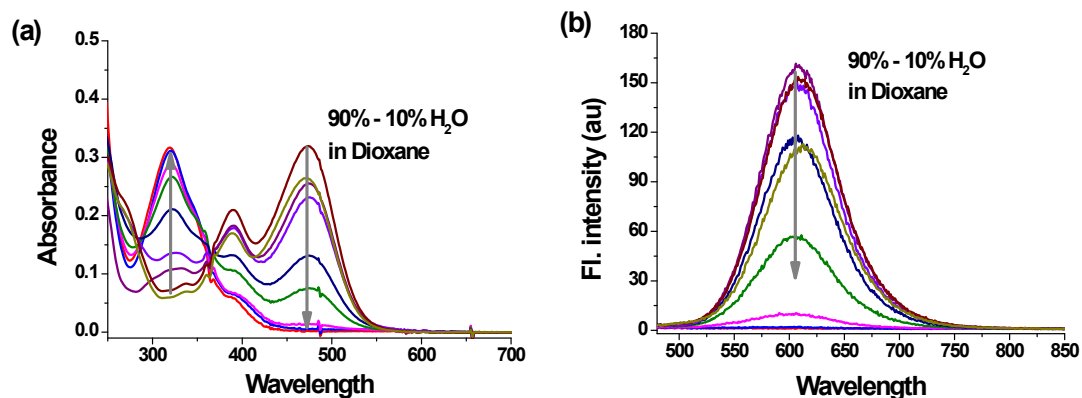 (a)
0.5
0.4
0.3
0.2
0.1
0.0
Absorbance
90% - 10% H₂O
in Dioxane
300 400 500 600 700
Wavelength
(b)
180
150
120
90
60
30
0
Fl. intensity (au)
90% - 10% H₂O
in Dioxane
500 550 600 650 700 750 800 850
Wavelength